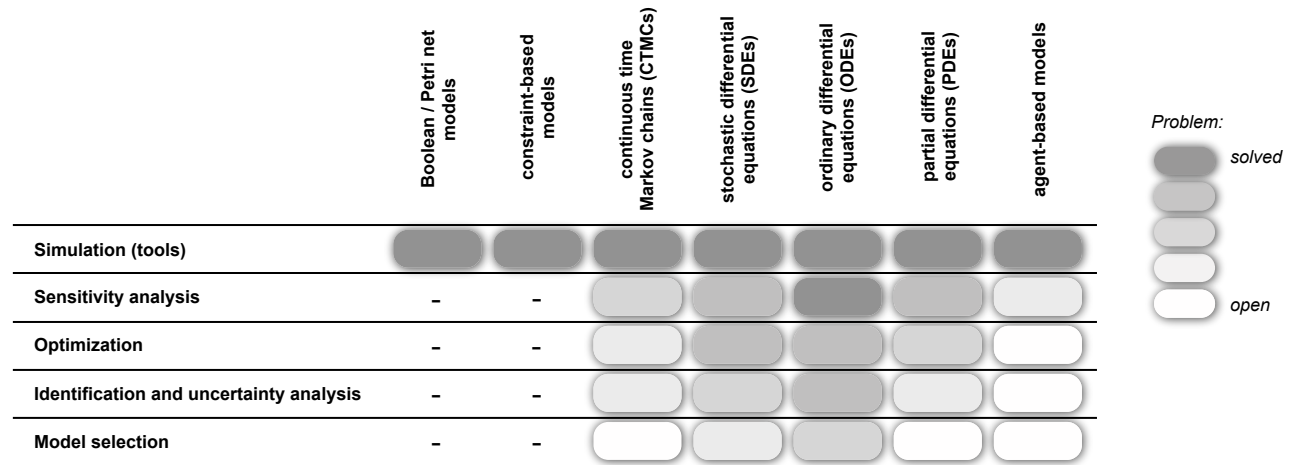 Boolean / Petri net
models
constraint-based
models
continuous time
Markov chains (CTMCs)
stochastic differential
equations (SDEs)
ordinary differential
equations (ODEs)
partial differential
equations (PDEs)
agent-based models
Problem:
solved
open
Simulation (tools)
Sensitivity analysis - -
Optimization - -
Identification and uncertainty analysis - -
Model selection - -